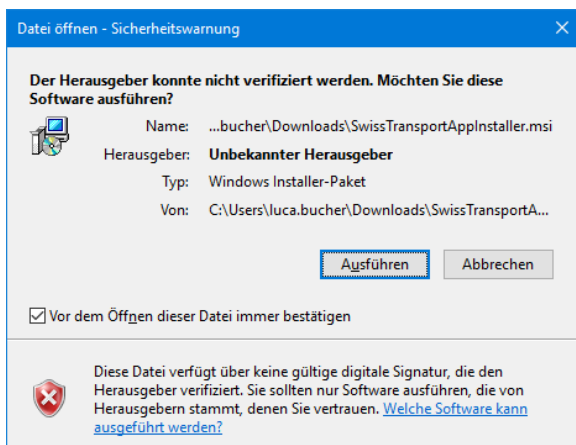 Datei öffnen - Sicherheitswarnung
Der Herausgeber konnte nicht verifiziert werden. Möchten Sie diese
Software ausführen?
Name: ...bucher\Downloads\SwissTransportAppInstaller.msi
Herausgeber: Unbekannter Herausgeber
Typ: Windows Installer-Paket
Von: C:\Users\luca.bucher\Downloads\SwissTransportA...
Ausführen Abbrechen
Vor dem Öffnen dieser Datei immer bestätigen
Diese Datei verfügt über keine gültige digitale Signatur, die den
Herausgeber verifiziert. Sie sollten nur Software ausführen, die von
Herausgebern stammt, denen Sie vertrauen. Welche Software kann
ausgeführt werden?